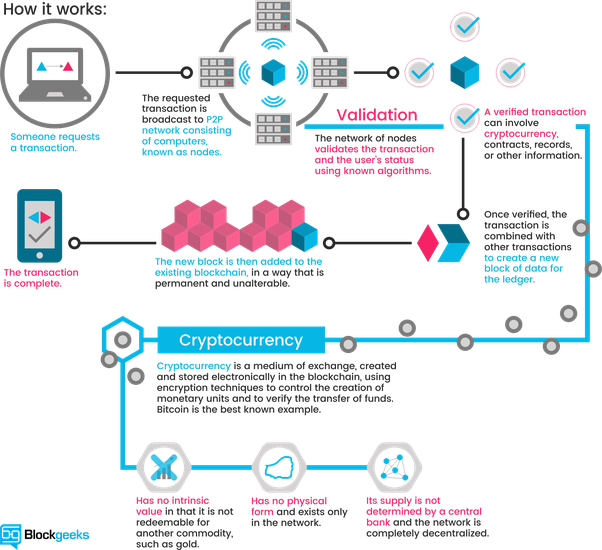 How it works:
Someone requests
a transaction.
The requested
transaction is
broadcast to P2P
network consisting
of computers,
known as nodes.
Validation
The network of nodes
validates the transaction
and the user's status
using known algorithms.
A verified transaction
can involve
cryptocurrency,
contracts, records,
or other information.
Once verified, the
transaction is
combined with
other transactions
to create a new
block of data for
the ledger.
The new block is then added to the
existing blockchain, in a way that is
permanent and unalterable.
The transaction
is complete.
Cryptocurrency
Cryptocurrency is a medium of exchange, created
and stored electronically in the blockchain, using
encryption techniques to control the creation of
monetary units and to verify the transfer of funds.
Bitcoin is the best known example.
Has no intrinsic
value in that it is not
redeemable for
another commodity,
such as gold.
Has no physical
form and exists only
in the network.
Its supply is not
determined by a central
bank and the network is
completely decentralized.
Blockgeeks